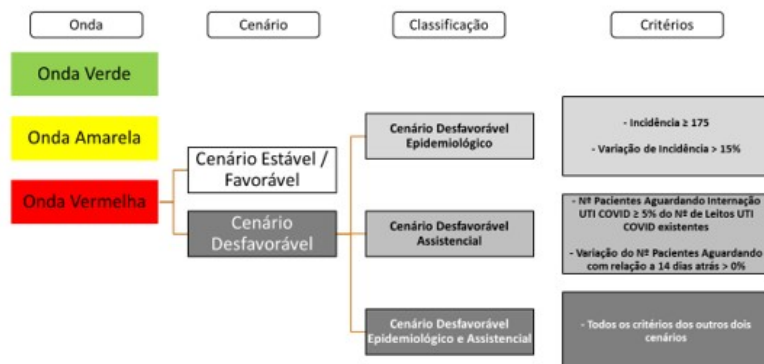 Onda
Cenário
Classificação
Critérios
Onda Verde
Onda Amarela
Onda Vermelha
Cenário Estável /
Favorável
Cenário
Desfavorável
Cenário Desfavorável
Epidemiológico
Cenário Desfavorável
Assistencial
Cenário Desfavorável
Epidemiológico e Assistencial
- Incidência ≥ 175
- Variação de Incidência > 15%
- Nº Pacientes Aguardando Internação
UTI COVID ≥ 5% do Nº de Leitos UTI
COVID existentes
- Variação do Nº Pacientes Aguardando
com relação a 14 dias atrás > 0%
- Todos os critérios dos outros dois
cenários